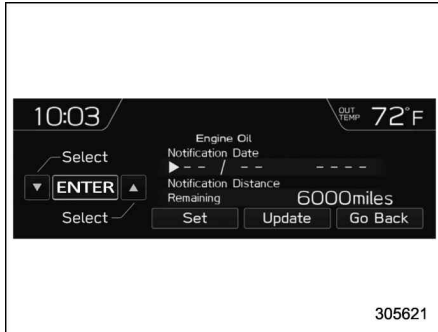 10:03
OUT TEMP 72°F
Engine Oil
Select
Notification Date
▶-- / -- ----
▼ ENTER ▲
Notification Distance
Remaining 6000miles
Select
Set Update Go Back
305621